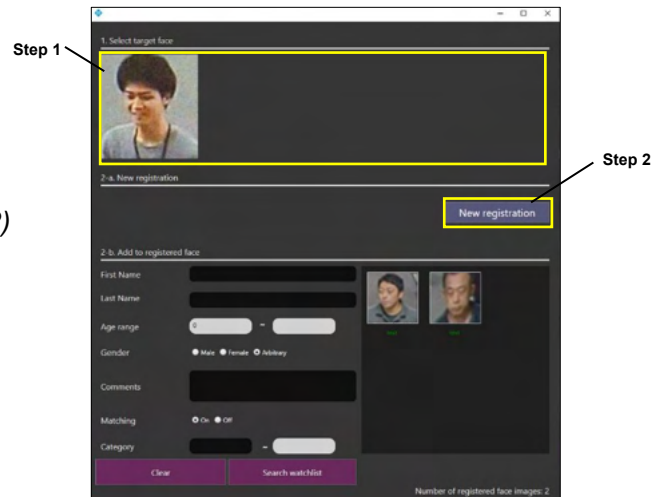 1. Select target face
Step 1
Step 2
2-a. New registration
New registration
2-b. Add to registered face
First Name
Last Name
Age range 0 -
Gender Male Female Arbitrary
Comments
Matching On Off
Category -
Clear Search watchlist
Number of registered face images: 2